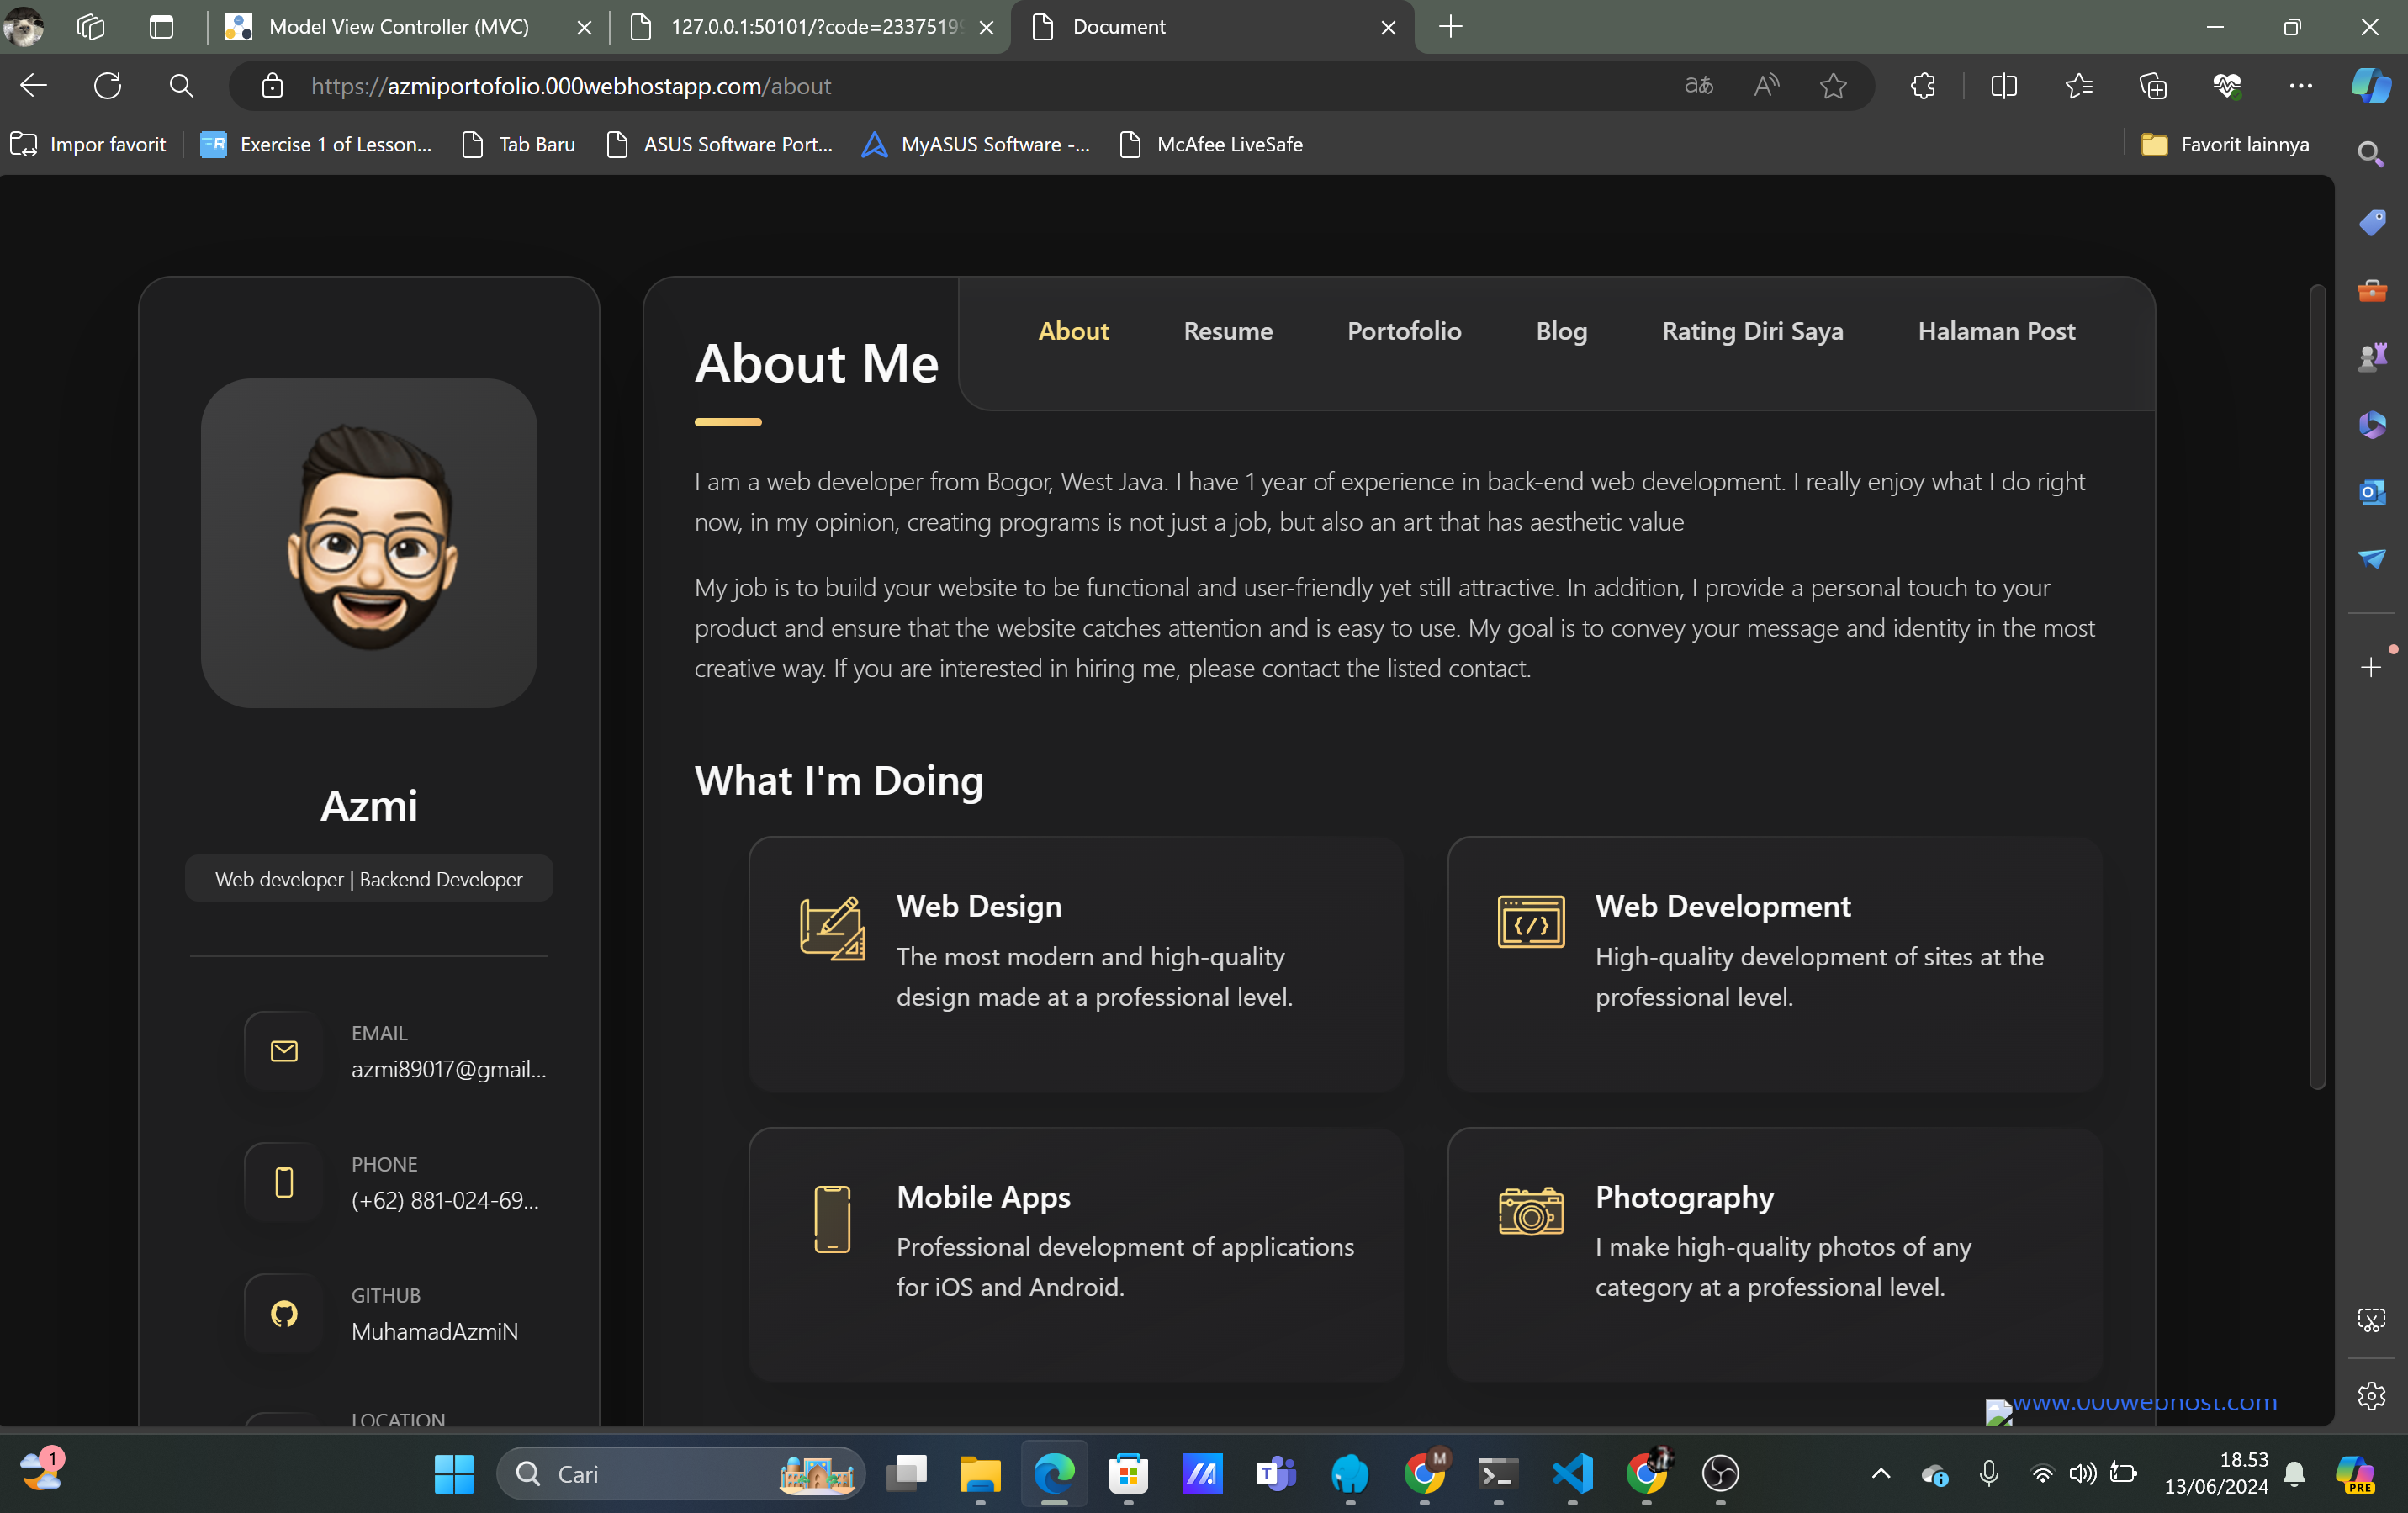 Model View Controller (MVC)
127.0.0.1:50101/?code=2337519
Document
https://azmiportofolio.000webhostapp.com/about
aあ
Impor favorit
Exercise 1 of Lesson...
Tab Baru
ASUS Software Port...
MyASUS Software -...
McAfee LiveSafe
Favorit lainnya
About Me
About
Resume
Portofolio
Blog
Rating Diri Saya
Halaman Post
I am a web developer from Bogor, West Java. I have 1 year of experience in back-end web development. I really enjoy what I do right
now, in my opinion, creating programs is not just a job, but also an art that has aesthetic value
My job is to build your website to be functional and user-friendly yet still attractive. In addition, I provide a personal touch to your
product and ensure that the website catches attention and is easy to use. My goal is to convey your message and identity in the most
creative way. If you are interested in hiring me, please contact the listed contact.
Azmi
Web developer | Backend Developer
EMAIL
azmi89017@gmail...
PHONE
(+62) 881-024-69...
GITHUB
MuhamadAzmiN
LOCATION
What I'm Doing
Web Design
The most modern and high-quality
design made at a professional level.
Web Development
High-quality development of sites at the
professional level.
Mobile Apps
Professional development of applications
for iOS and Android.
Photography
I make high-quality photos of any
category at a professional level.
www.000webhost.com
1
Cari
M
18.53
13/06/2024
PRE